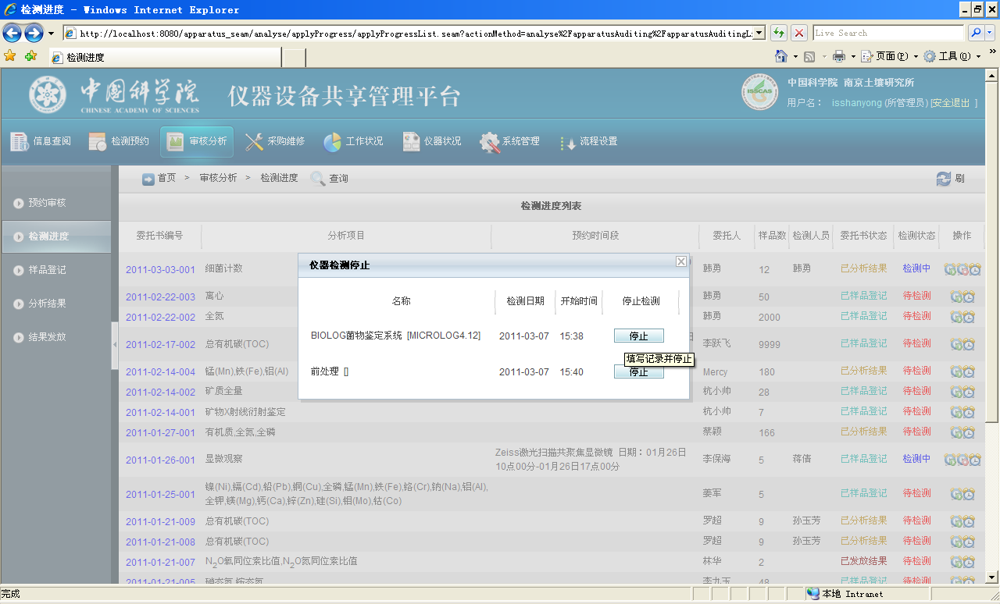 检测进度 - Windows Internet Explorer
http://localhost:8080/apparatus_seam/analyse/applyProgress/applyProgressList.seam?actionMethod=analyse%2FapparatusAuditing%2FapparatusAuditingLi
Live Search
检测进度
页面(P)
工具(O)
中国科学院
CHINESE ACADEMY OF SCIENCES
仪器设备共享管理平台
ISSCAS
中国科学院 南京土壤研究所
用户名： isshanyong (所管理员) [安全退出 ]
信息查阅 检测预约 审核分析 采购维修 工作状况 仪器状况 系统管理 流程设置
预约审核
检测进度
样品登记
分析结果
结果发放
首页 > 审核分析 > 检测进度 查询 刷
检测进度列表
委托书编号 分析项目 预约时间段 委托人 样品数 检测人员 委托书状态 检测状态 操作
2011-03-03-001 细菌计数 韩勇 12 韩勇 已分析结果 检测中
2011-02-22-003 离心 韩勇 50 已样品登记 待检测
2011-02-22-002 全氮 韩勇 2000 已样品登记 待检测
2011-02-17-002 总有机碳(TOC) 李跃飞 9999 已样品登记 待检测
2011-02-14-004 锰(Mn),铁(Fe),铝(Al) Mercy 180 已分析结果 待检测
2011-02-14-002 矿质全量 杭小帅 28 已样品登记 待检测
2011-02-14-001 矿物X射线衍射鉴定 杭小帅 7 已样品登记 待检测
2011-01-27-001 有机质,全氮,全磷 蔡颖 166 已分析结果 待检测
2011-01-26-001 显微观察 Zeiss激光扫描共聚焦显微镜 日期：01月26日
10点00分-01月26日17点00分 李保海 5 蒋倩 已样品登记 检测中
2011-01-25-001 镍(Ni),镉(Cd),铅(Pb),铜(Cu),全磷,锰(Mn),铁(Fe),铬(Cr),钠(Na),铝(Al),
全钾,镁(Mg),钙(Ca),锌(Zn),硅(Si),钼(Mo),钴(Co) 姜军 5 已样品登记 待检测
2011-01-21-009 总有机碳(TOC) 罗超 9 孙玉芳 已分析结果 待检测
2011-01-21-008 总有机碳(TOC) 罗超 9 孙玉芳 已分析结果 待检测
2011-01-21-007 N2O氧同位素比值,N2O氮同位素比值 林华 2 已发放结果 待检测
2011-01-21-005 硝态氮,铵态氮 李九玉 48 已样品登记 待检测
仪器检测停止
名称 检测日期 开始时间 停止检测
BIOLOG菌物鉴定系统 [MICROLOG4.12] 2011-03-07 15:38 停止
填写记录并停止
前处理 [] 2011-03-07 15:40 停止
完成
本地 Intranet